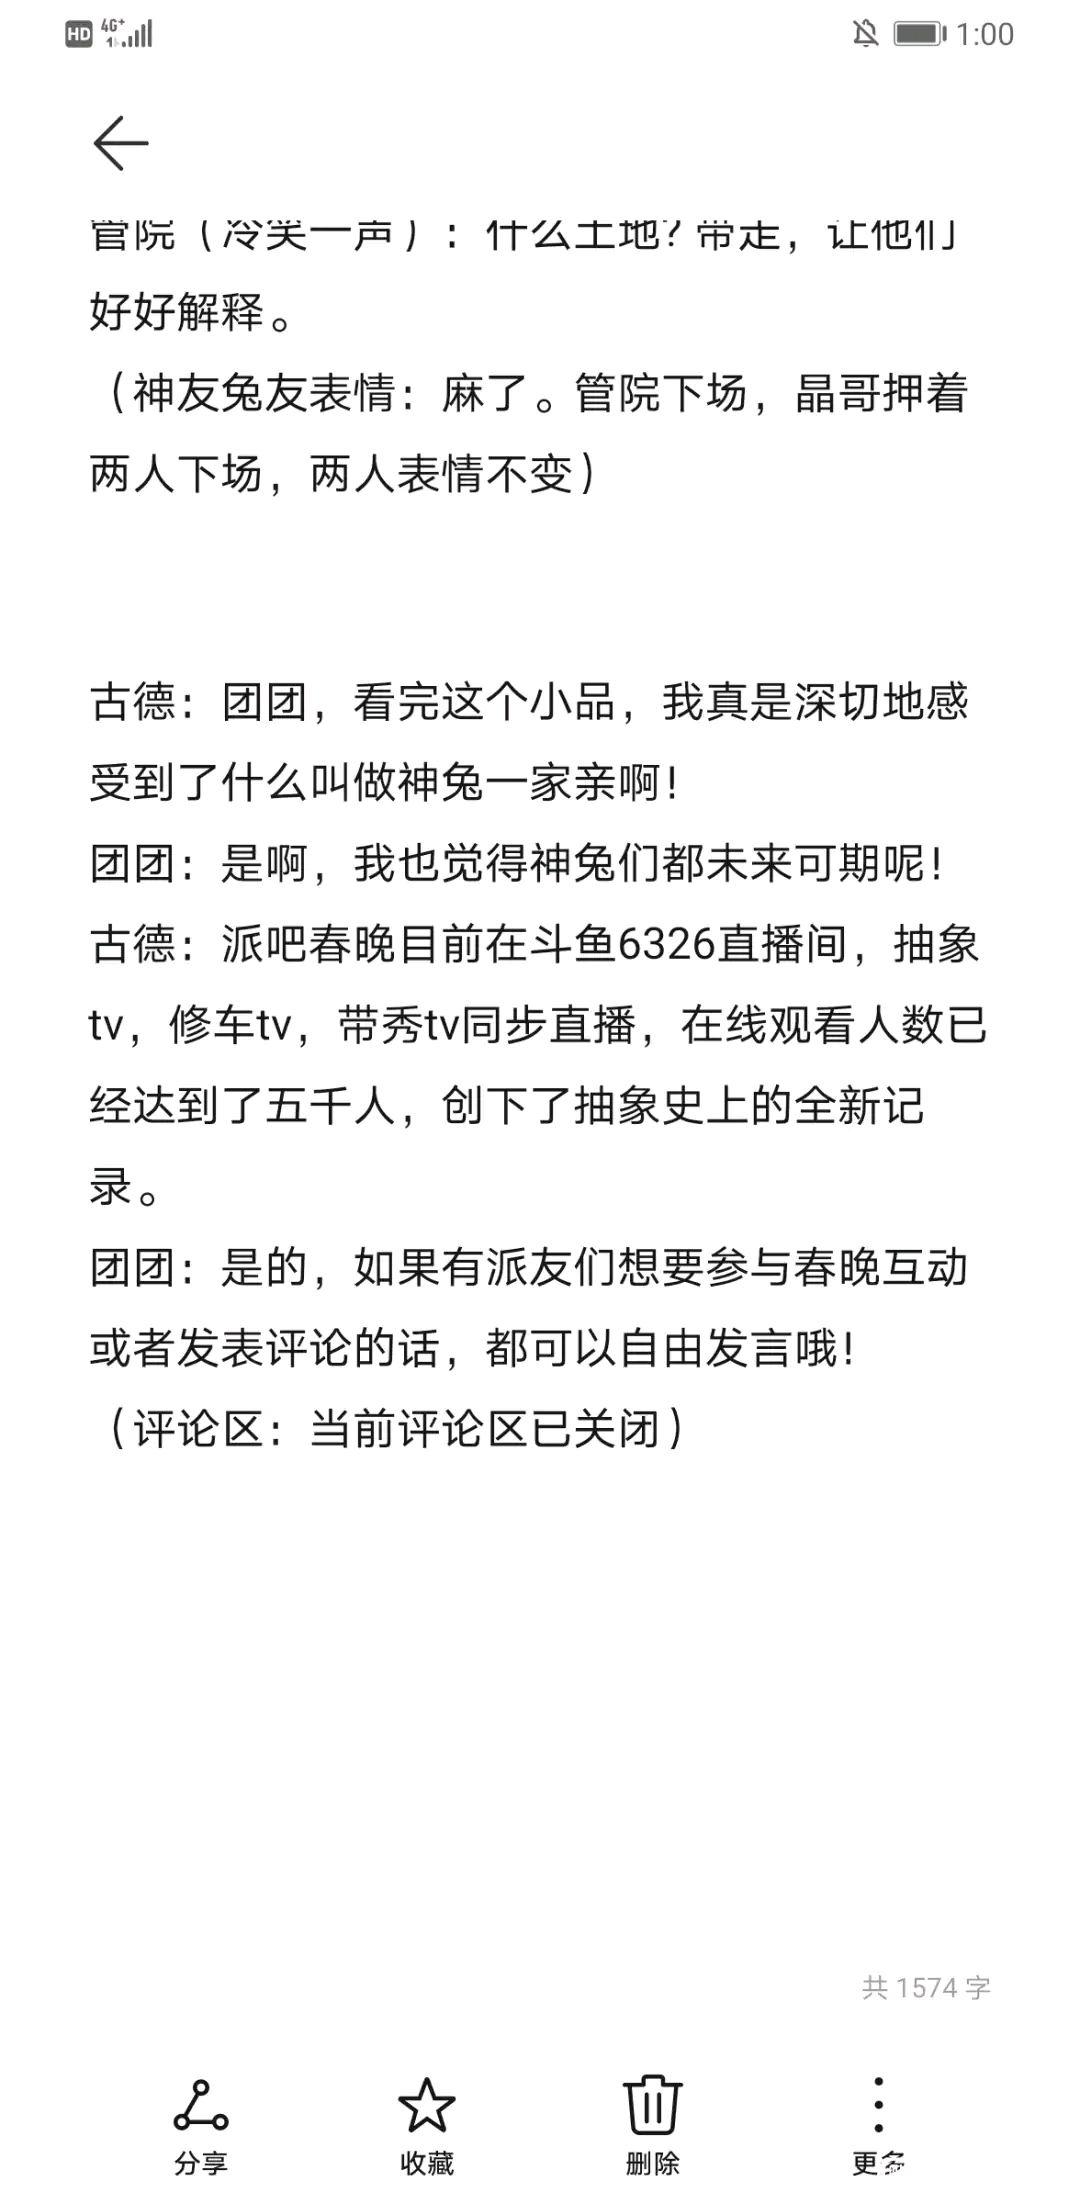 HD 4G+ 1:00
管院（冷笑一声）：什么土地？带走，让他们
好好解释。
（神友兔友表情：麻了。管院下场，晶哥押着
两人下场，两人表情不变）
古德：团团，看完这个小品，我真是深切地感
受到了什么叫做神兔一家亲啊！
团团：是啊，我也觉得神兔们都未来可期呢！
古德：派吧春晚目前在斗鱼6326直播间，抽象
tv，修车tv，带秀tv同步直播，在线观看人数已
经达到了五千人，创下了抽象史上的全新记
录。
团团：是的，如果有派友们想要参与春晚互动
或者发表评论的话，都可以自由发言哦！
（评论区：当前评论区已关闭）
共 1574 字
分享 收藏 删除 更多